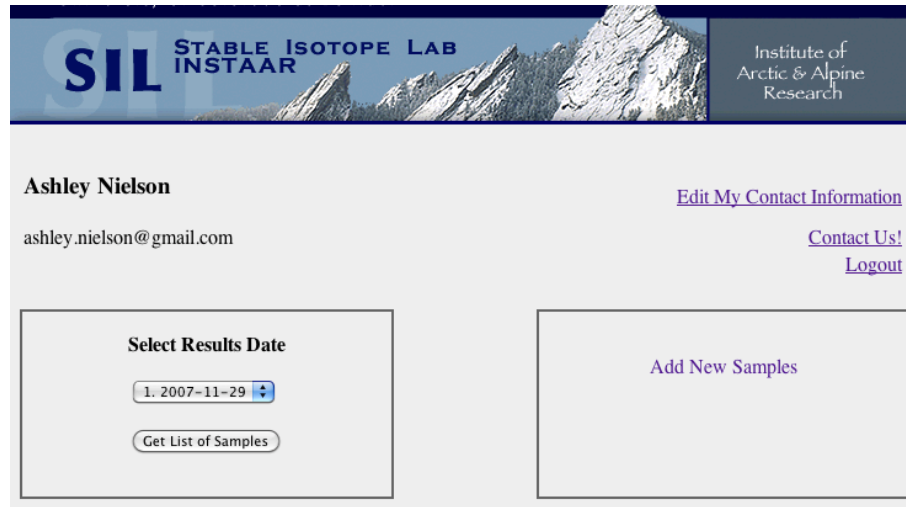 SIL STABLE ISOTOPE LAB
INSTAAR
Institute of
Arctic & Alpine
Research
Ashley Nielson
Edit My Contact Information
ashley.nielson@gmail.com
Contact Us!
Logout
Select Results Date
1. 2007-11-29
Get List of Samples
Add New Samples